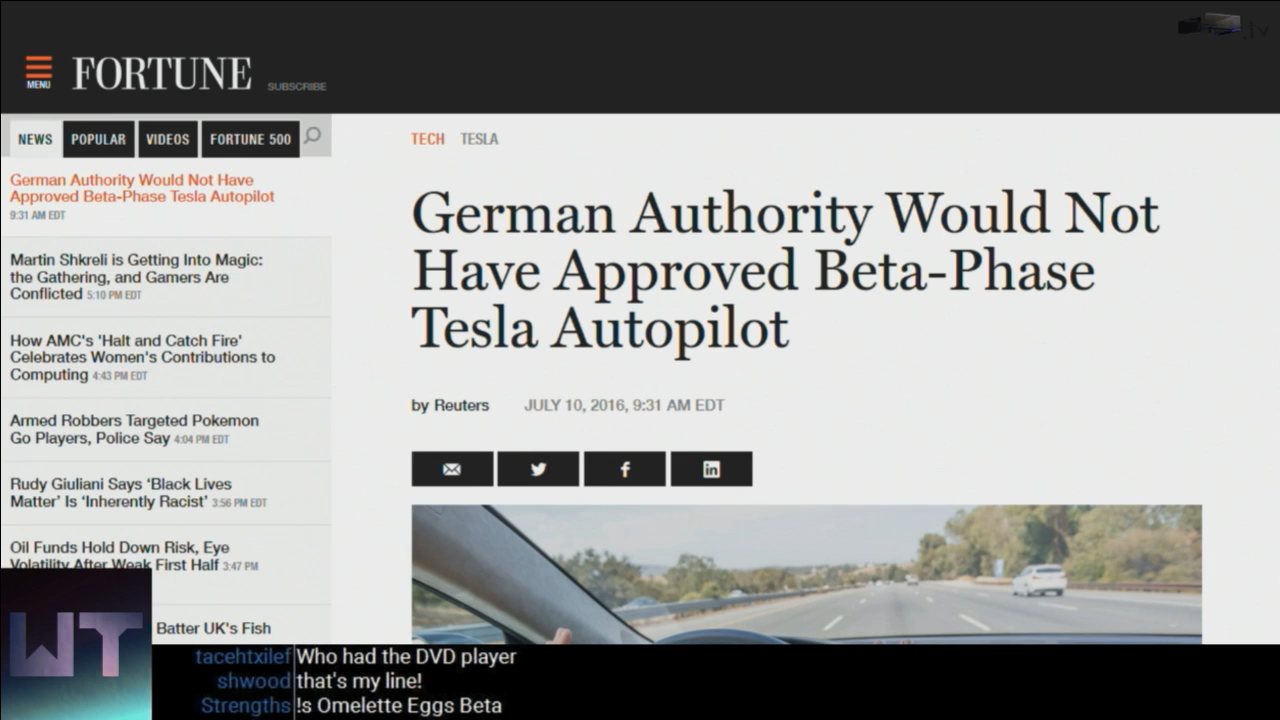 MENU
FORTUNE
SUBSCRIBE
NEWS
POPULAR
VIDEOS
FORTUNE 500
German Authority Would Not Have
Approved Beta-Phase Tesla Autopilot
9:31 AM EDT
Martin Shkreli is Getting Into Magic:
the Gathering, and Gamers Are
Conflicted 5:10 PM EDT
How AMC's 'Halt and Catch Fire'
Celebrates Women's Contributions to
Computing 4:43 PM EDT
Armed Robbers Targeted Pokemon
Go Players, Police Say 4:04 PM EDT
Rudy Giuliani Says ‘Black Lives
Matter’ Is ‘Inherently Racist’ 3:56 PM EDT
Oil Funds Hold Down Risk, Eye
Volatility After Weak First Half 3:47 PM
Batter UK's Fish
TECH TESLA
German Authority Would Not
Have Approved Beta-Phase
Tesla Autopilot
by Reuters JULY 10, 2016, 9:31 AM EDT
WT
tacehtxilef Who had the DVD player
shwood that's my line!
Strengths !s Omelette Eggs Beta